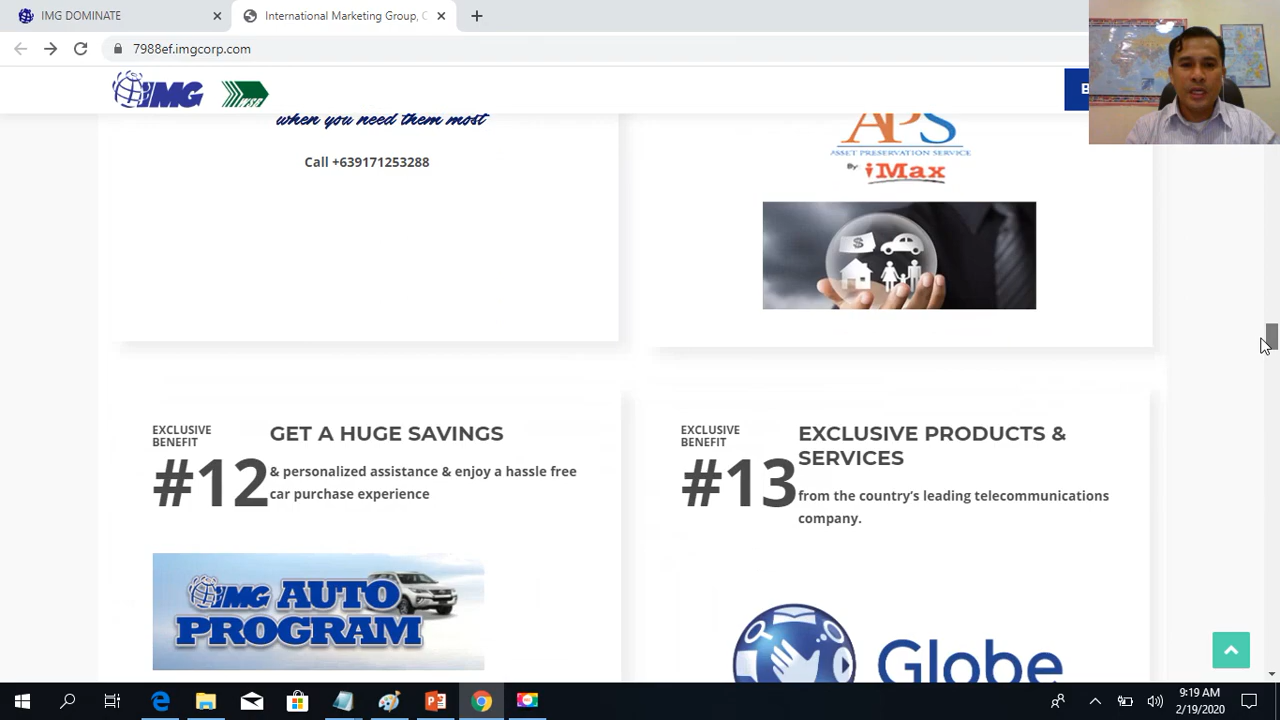 IMG DOMINATE
International Marketing Group, C
7988ef.imgcorp.com
IMG
B
when you need them most
Call +639171253288
APS
ASSET PRESERVATION SERVICE
By: iMax
$
EXCLUSIVE
BENEFIT
#12
GET A HUGE SAVINGS
& personalized assistance & enjoy a hassle free
car purchase experience
IMG AUTO
PROGRAM
EXCLUSIVE
BENEFIT
#13
EXCLUSIVE PRODUCTS &
SERVICES
from the country's leading telecommunications
company.
Globe
9:19 AM
2/19/2020